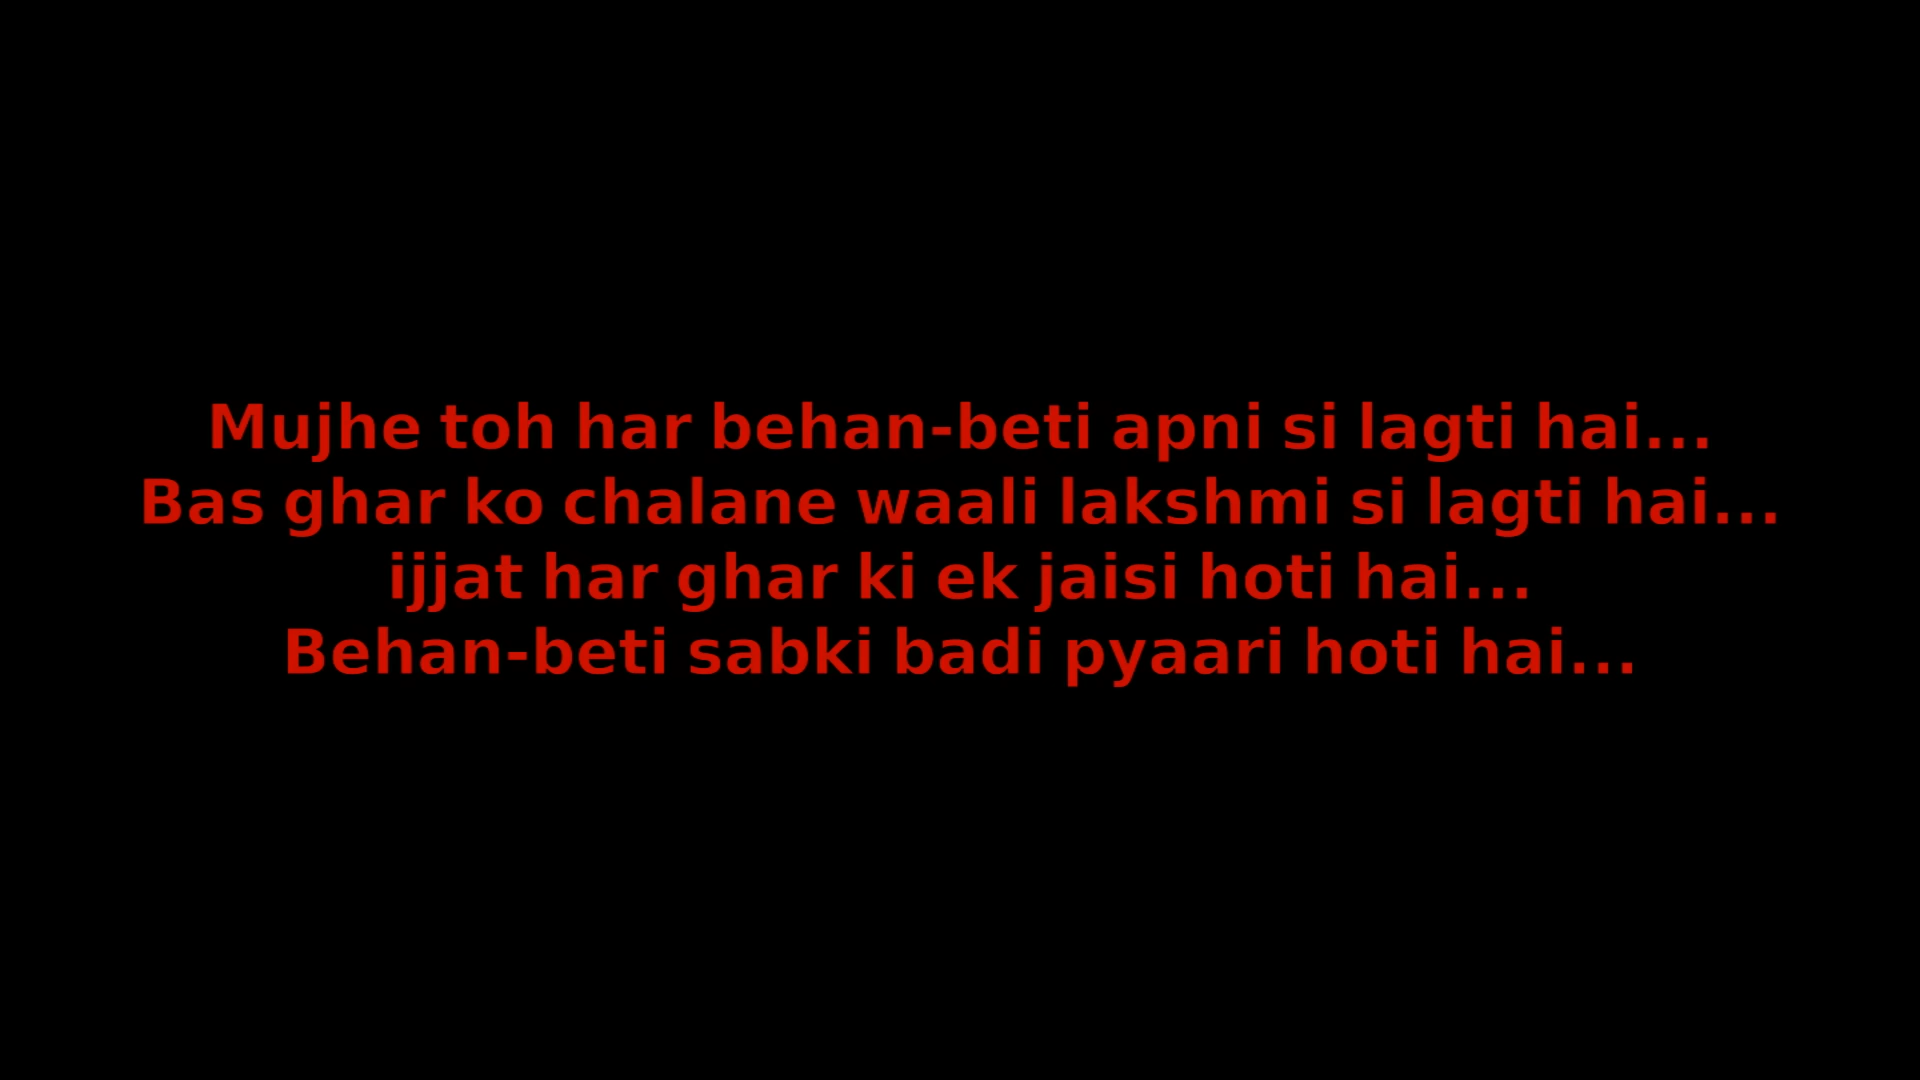 Mujhe toh har behan-beti apni si lagti hai...
Bas ghar ko chalane waali lakshmi si lagti hai...
ijjat har ghar ki ek jaisi hoti hai...
Behan-beti sabki badi pyaari hoti hai...